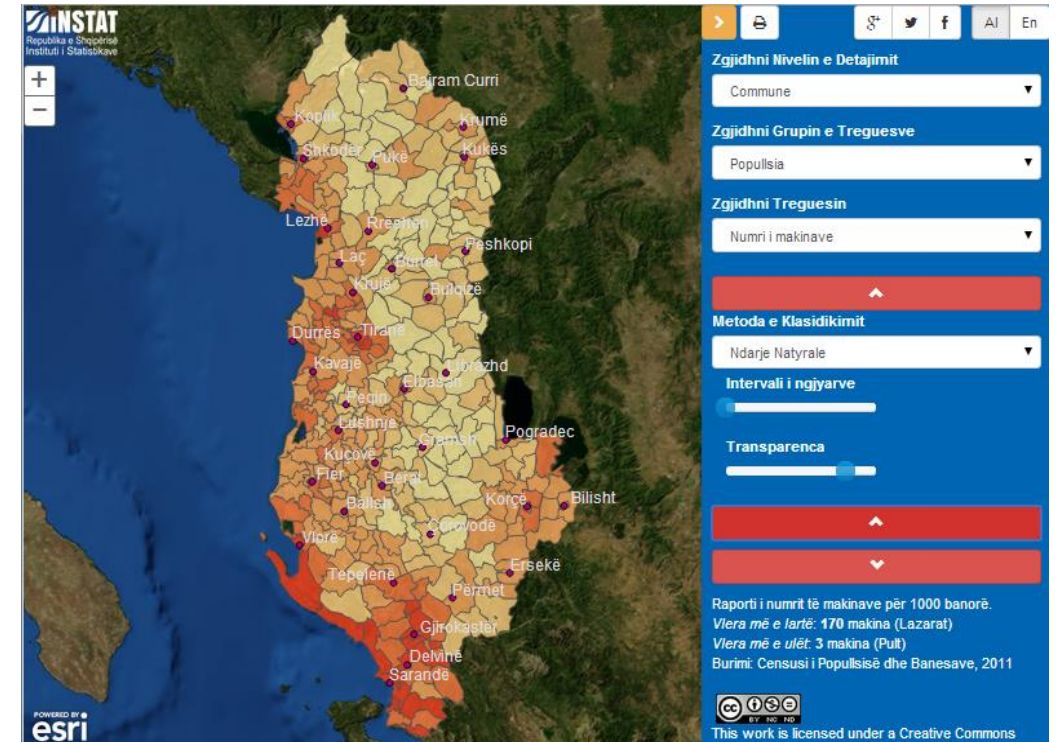 INSTAT
Republika e Shqipërisë
Instituti i Statistikave
+
−
Bajram Curri
Koplik
Krumë
Shkodër
Pukë
Kukës
Lezhë
Rrëshen
Peshkopi
Laç
Burrel
Krujë
Bulqizë
Durrës
Tiranë
Kavajë
Librazhd
Elbasan
Peqin
Lushnje
Gramsh
Pogradec
Kuçovë
Fier
Berat
Korçë
Bilisht
Ballsh
Çorovodë
Vlorë
Tepelenë
Ersekë
Përmet
Gjirokastër
Delvinë
Sarandë
POWERED BY
esri
g+ f Al En
Zgjidhni Nivelin e Detajimit
Commune
Zgjidhni Grupin e Treguesve
Popullsia
Zgjidhni Treguesin
Numri i makinave
Metoda e Klasidikimit
Ndarje Natyrale
Intervali i ngjyarve
Transparenca
Raporti i numrit të makinave për 1000 banorë.
Vlera më e lartë: 170 makina (Lazarat)
Vlera më e ulët: 3 makina (Pult)
Burimi: Censusi i Popullsisë dhe Banesave, 2011
cc
BY NC ND
This work is licensed under a Creative Commons